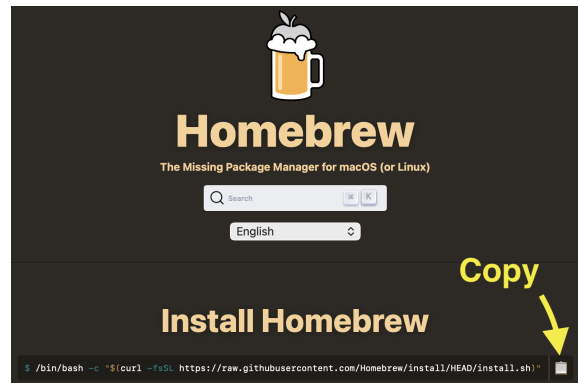 Homebrew
The Missing Package Manager for macOS (or Linux)
Search ⌘ K
English
Copy
Install Homebrew
$ /bin/bash -c "$(curl -fsSL https://raw.githubusercontent.com/Homebrew/install/HEAD/install.sh)"